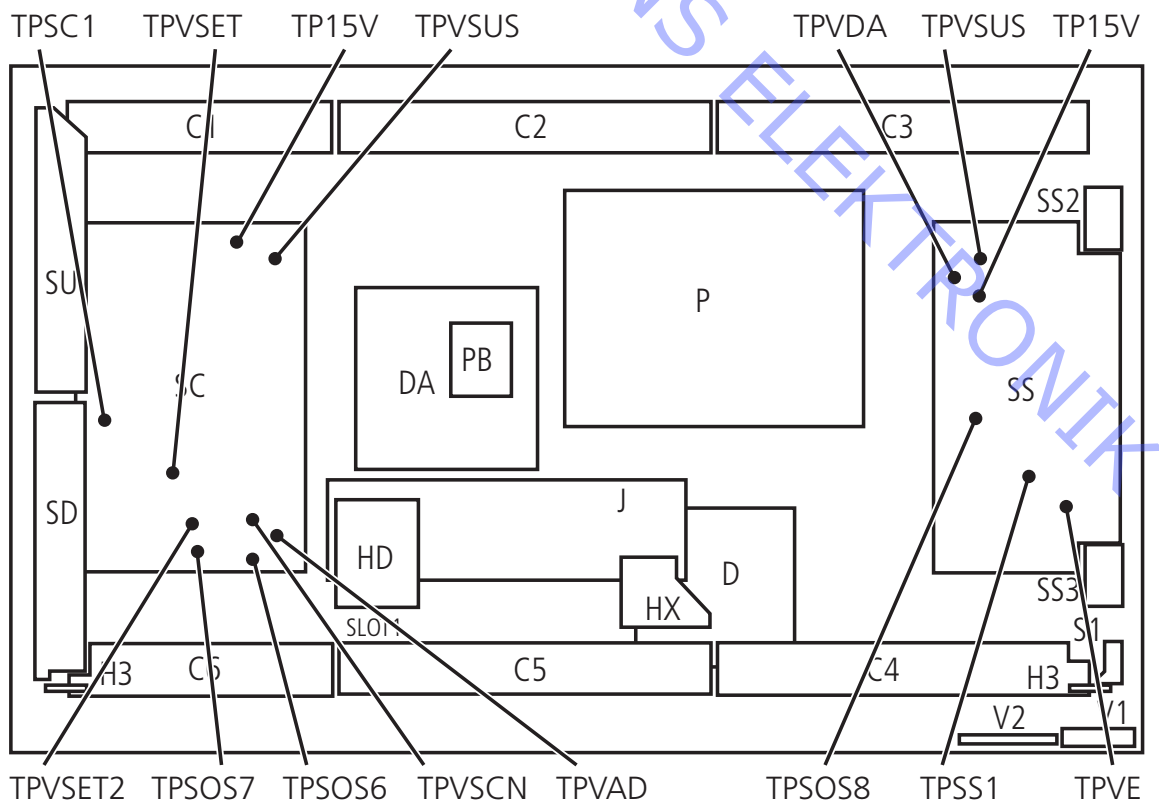 TPSC1 TPVSET TP15V TPVSUS TPVDA TPVSUS TP15V
NS ELEKTRONIK
C1 C2 C3
SS2
SU
P
PB
DA
SC
SS
J
SD
HD
D
SS3
HX
SLOT1
S1
H3 C6 C5 C4 H3
V2 V1
TPVSET2 TPSOS7 TPSOS6 TPVSCN TPVAD TPSOS8 TPSS1 TPVE